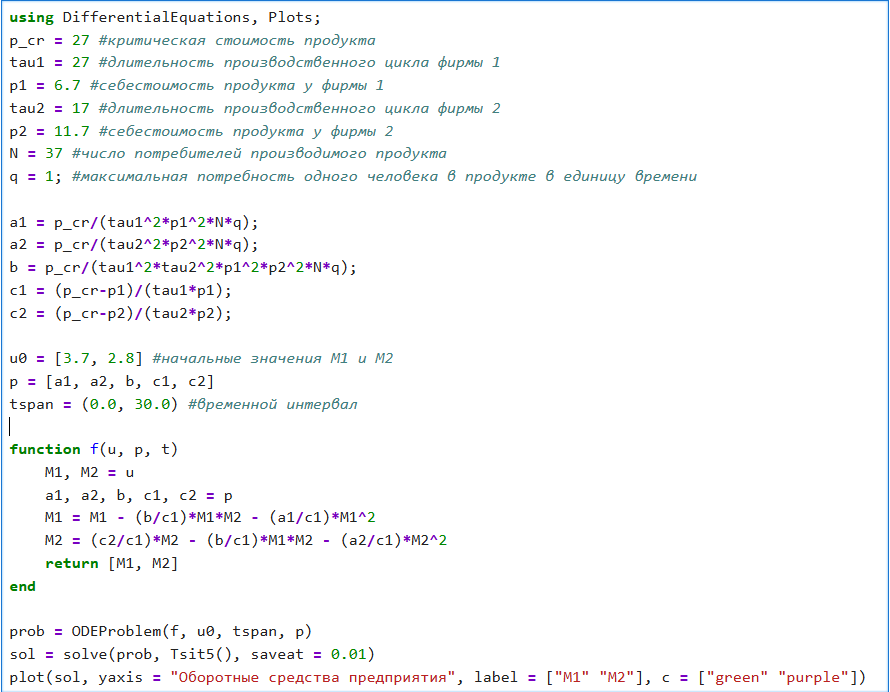 using DifferentialEquations, Plots;
p_cr = 27 #критическая стоимость продукта
tau1 = 27 #длительность производственного цикла фирмы 1
p1 = 6.7 #себестоимость продукта у фирмы 1
tau2 = 17 #длительность производственного цикла фирмы 2
p2 = 11.7 #себестоимость продукта у фирмы 2
N = 37 #число потребителей производимого продукта
q = 1; #максимальная потребность одного человека в продукте в единицу времени
a1 = p_cr/(tau1^2*p1^2*N*q);
a2 = p_cr/(tau2^2*p2^2*N*q);
b = p_cr/(tau1^2*tau2^2*p1^2*p2^2*N*q);
c1 = (p_cr-p1)/(tau1*p1);
c2 = (p_cr-p2)/(tau2*p2);
u0 = [3.7, 2.8] #начальные значения M1 и M2
p = [a1, a2, b, c1, c2]
tspan = (0.0, 30.0) #временной интервал
function f(u, p, t)
    M1, M2 = u
    a1, a2, b, c1, c2 = p
    M1 = M1 - (b/c1)*M1*M2 - (a1/c1)*M1^2
    M2 = (c2/c1)*M2 - (b/c1)*M1*M2 - (a2/c1)*M2^2
    return [M1, M2]
end
prob = ODEProblem(f, u0, tspan, p)
sol = solve(prob, Tsit5(), saveat = 0.01)
plot(sol, yaxis = "Оборотные средства предприятия", label = ["M1" "M2"], c = ["green" "purple"])